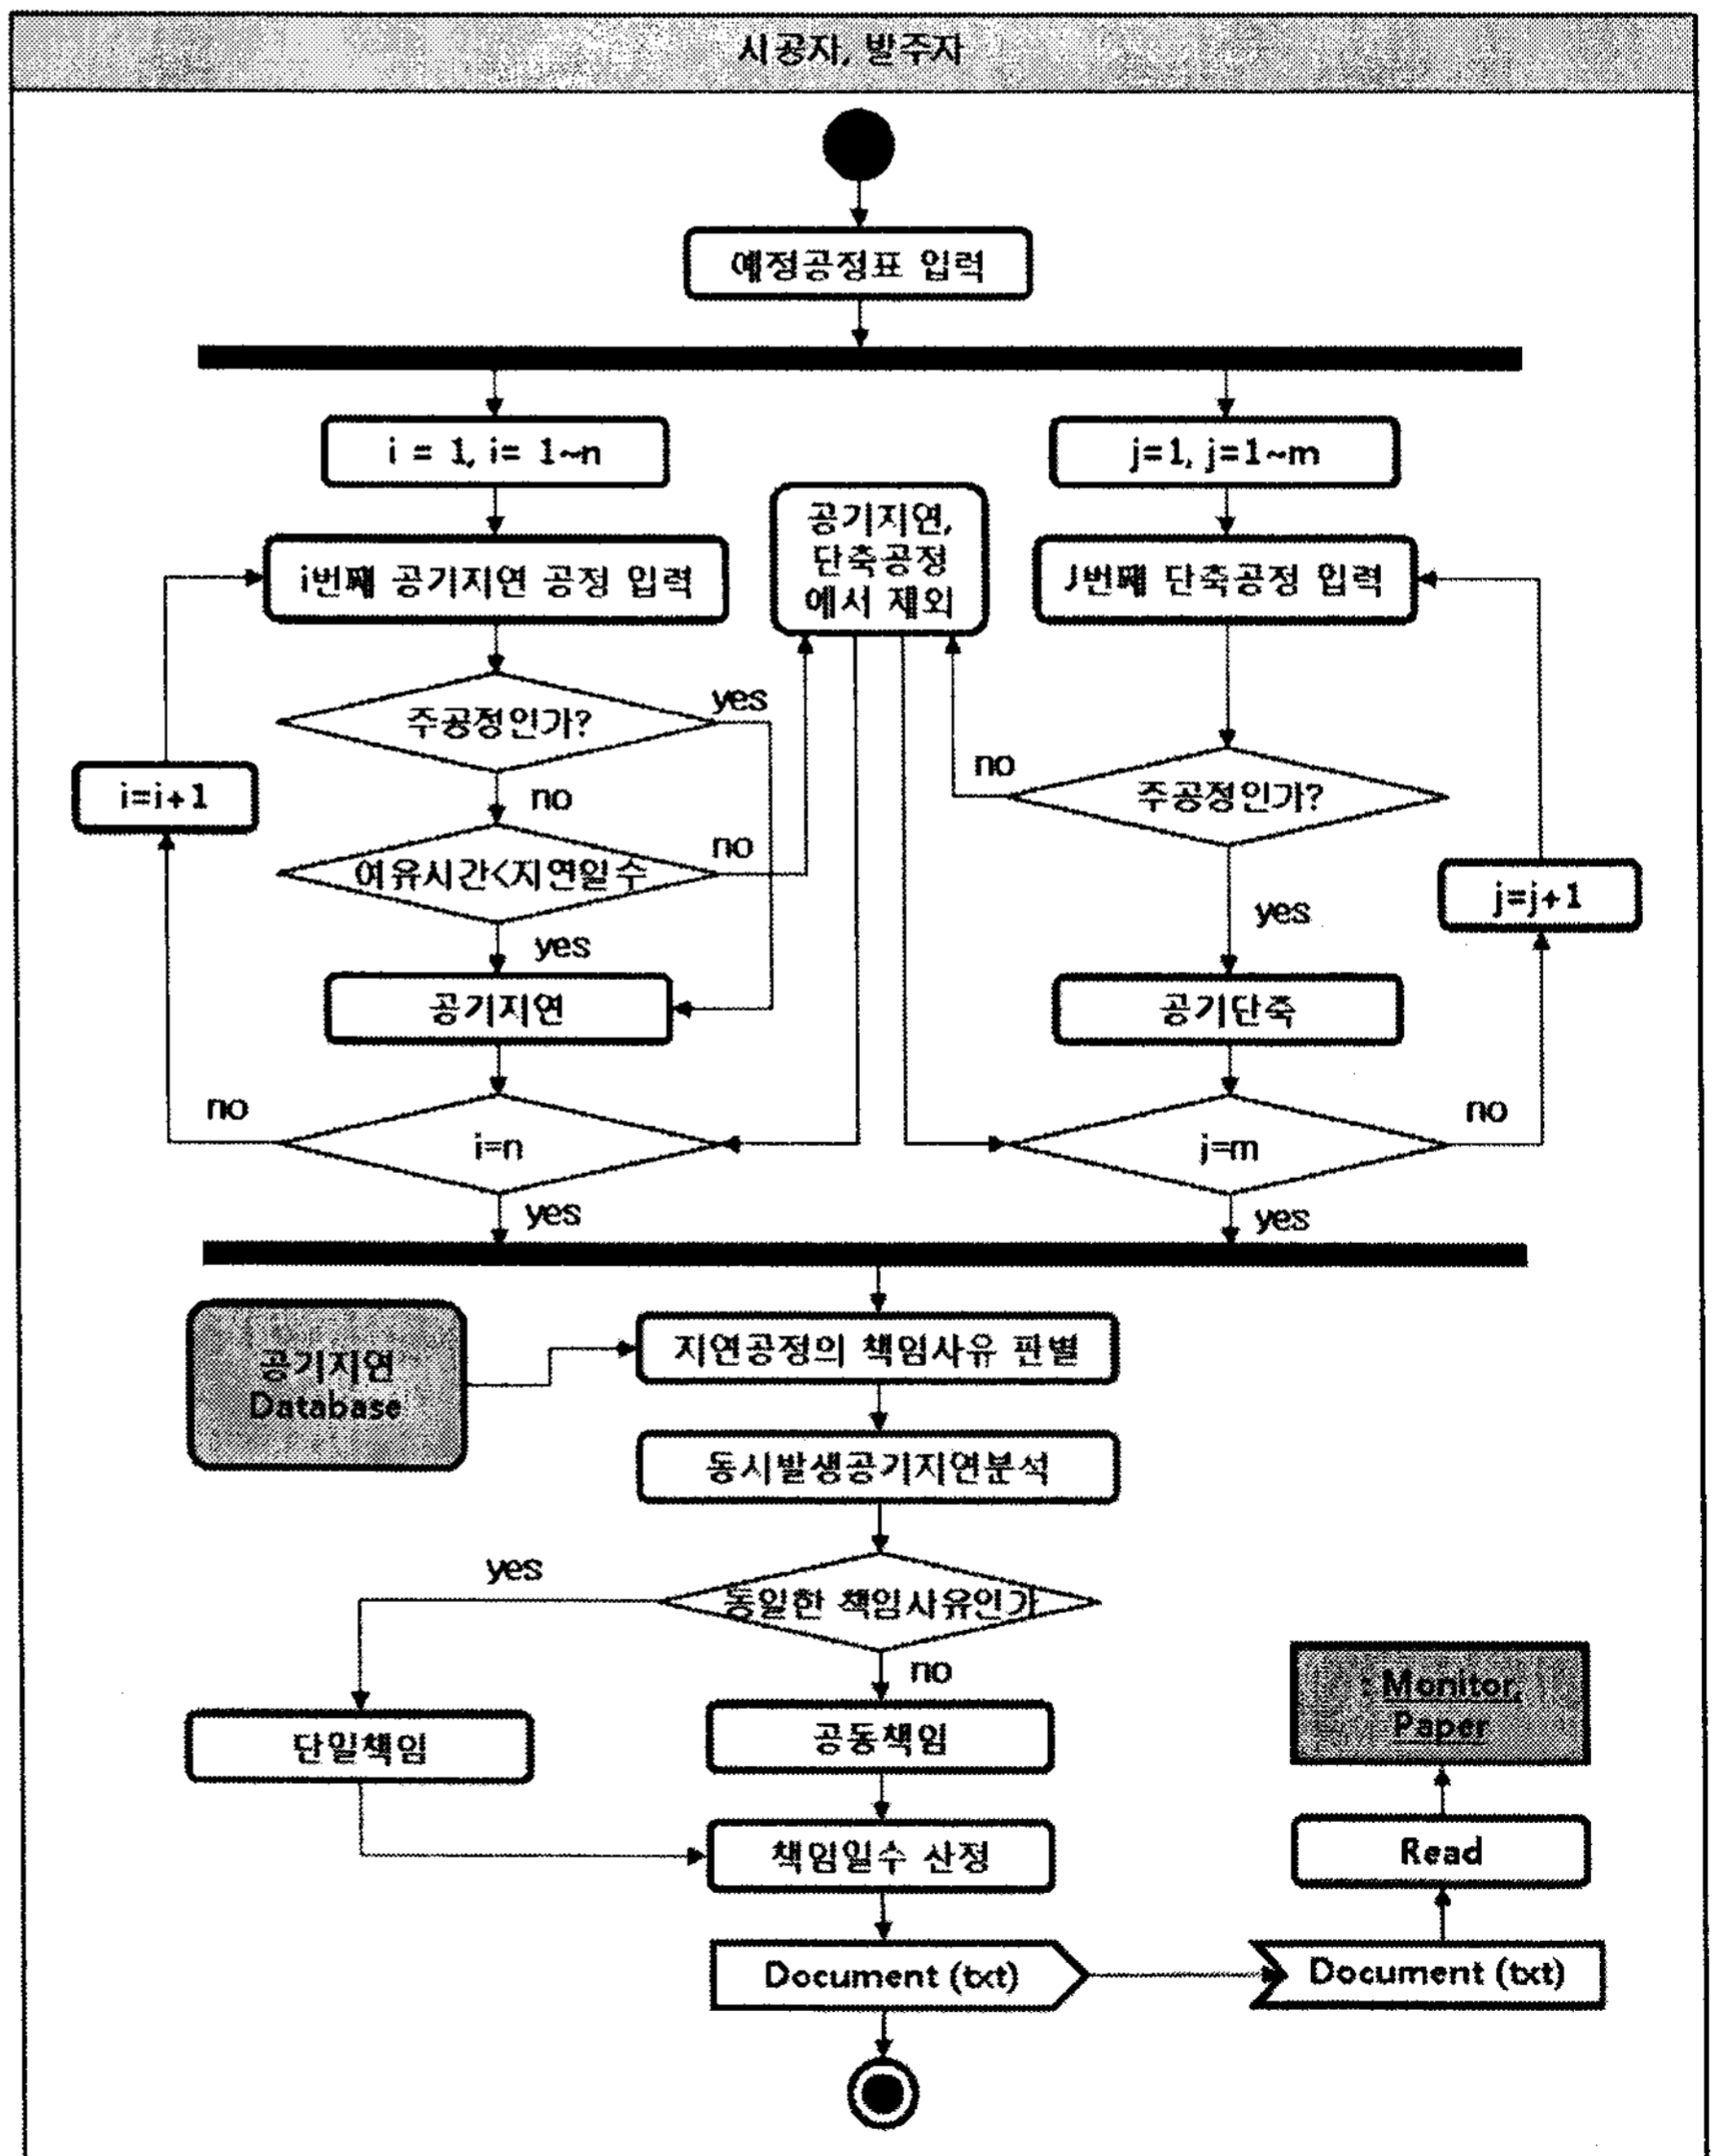 시공자, 발주자
예정공정표 입력
i = 1, i= 1~n
j=1, j=1~m
공기지연,
단축공정
에서 제외
i번째 공기지연 공정 입력
J번째 단축공정 입력
주공정인가?
yes
no
주공정인가?
no
yes
i=i+1
여유시간<지연일수
no
yes
j=j+1
공기지연
공기단축
no
i=n
yes
j=m
no
yes
공기지연
Database
지연공정의 책임사유 판별
동시발생공기지연분석
yes
동일한 책임사유인가
no
단일책임
공동책임
: Monitor,
Paper
책임일수 산정
Read
Document (txt)
Document (txt)